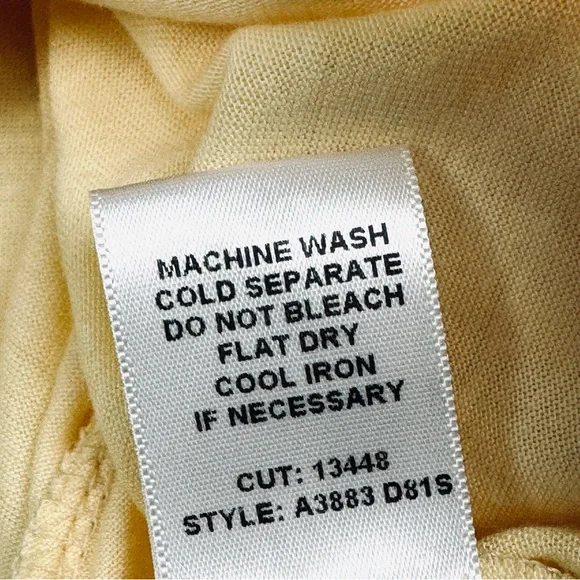 MACHINE WASH
COLD SEPARATE
DO NOT BLEACH
FLAT DRY
COOL IRON
IF NECESSARY
CUT: 13448
STYLE: A3883 D81S